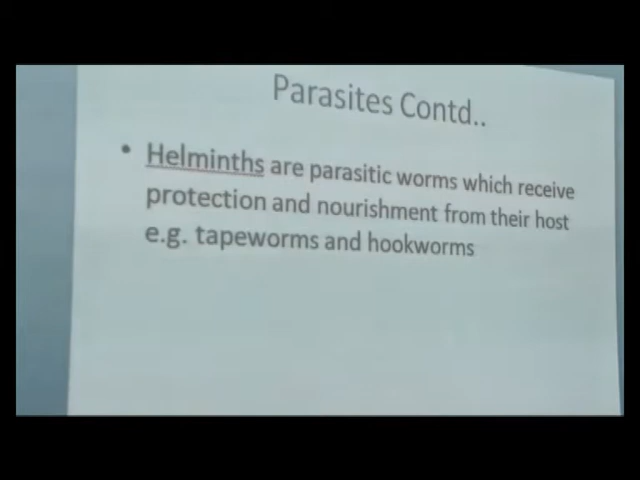 Parasites Contd..
• Helminths are parasitic worms which receive
protection and nourishment from their host
e.g. tapeworms and hookworms